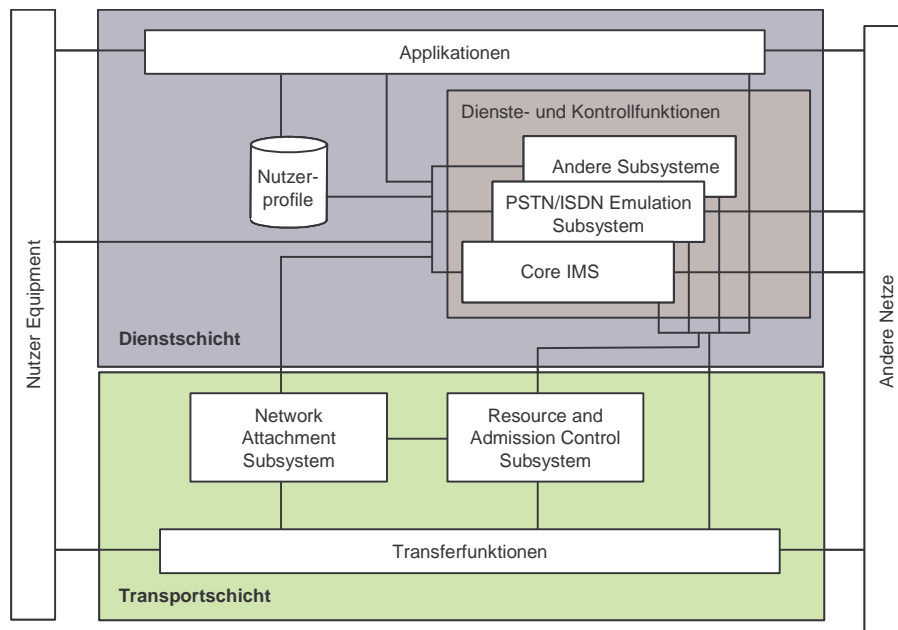 Nutzer Equipment
Applikationen
Dienste- und Kontrollfunktionen
Andere Subsysteme
Nutzer-
profile
PSTN/ISDN Emulation
Subsystem
Core IMS
Dienstschicht
Andere Netze
Network
Attachment
Subsystem
Resource and
Admission Control
Subsystem
Transferfunktionen
Transportschicht